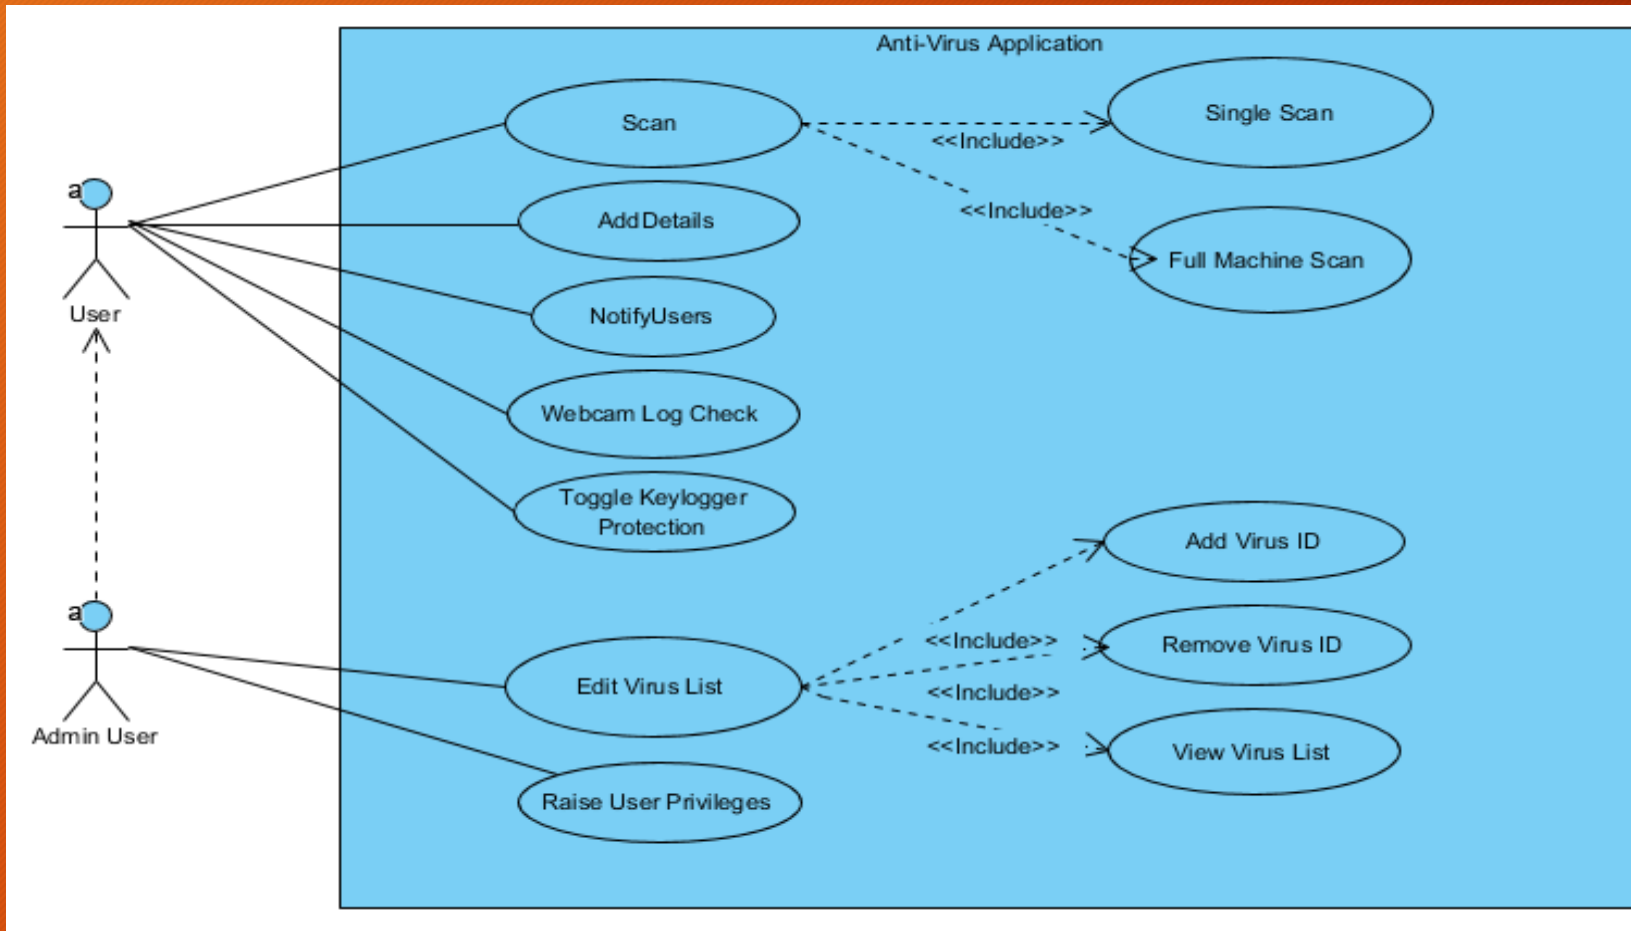 Anti-Virus Application
Scan
<<Include>>
Single Scan
<<Include>>
Full Machine Scan
a
User
AddDetails
NotifyUsers
Webcam Log Check
Toggle Keylogger
Protection
a
Admin User
Edit Virus List
<<Include>>
Add Virus ID
<<Include>>
Remove Virus ID
<<Include>>
View Virus List
Raise User Privileges